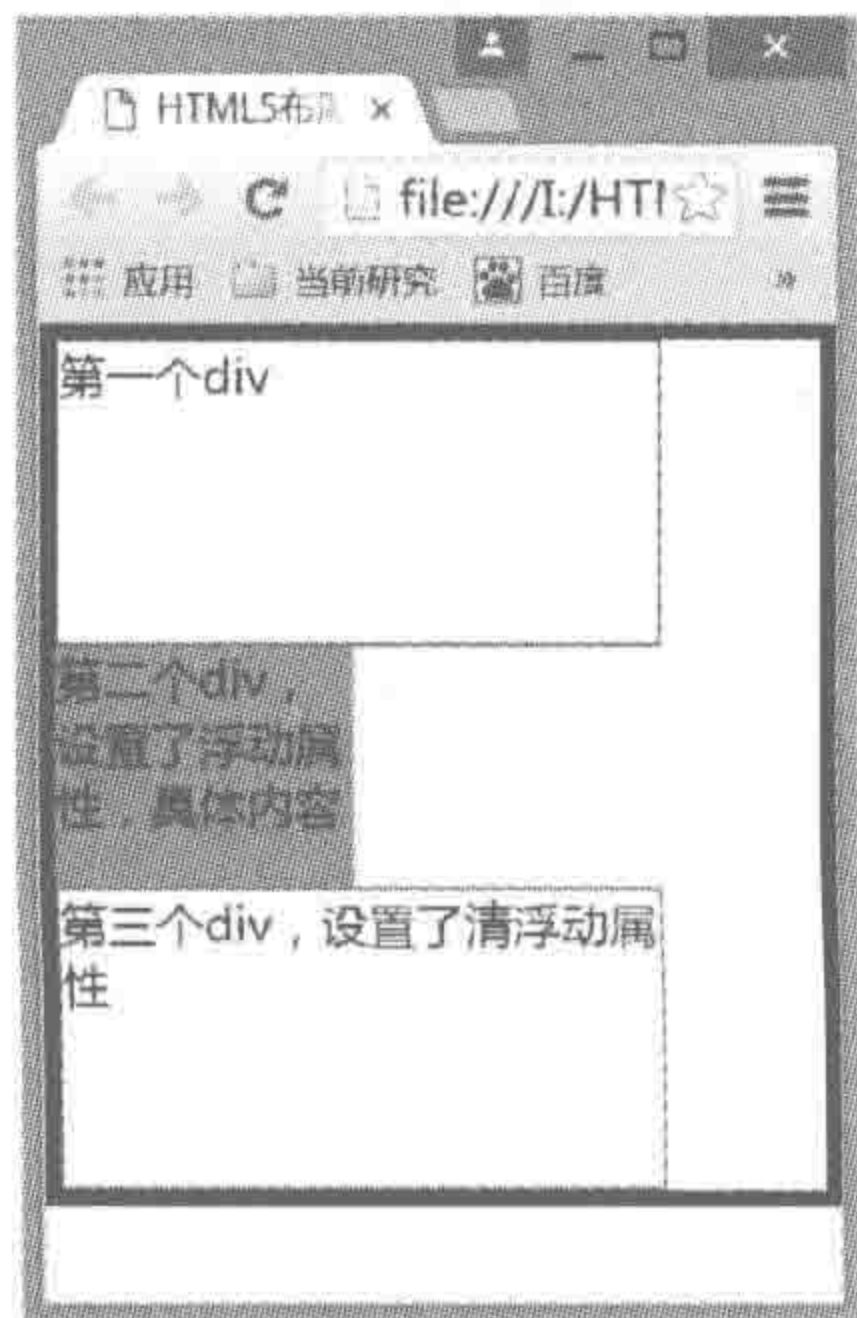 HTML5布局
file:///I:/HTM
应用 当前研究 百度 »
第一个div
第二个div，
设置了浮动属
性，具体内容
第三个div，设置了清浮动属
性